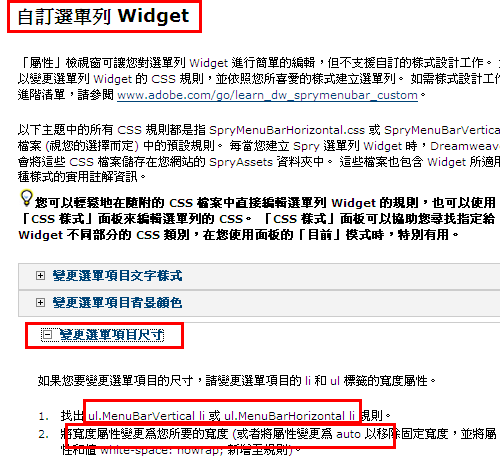 自訂選單列 Widget
「屬性」檢視窗可讓您對選單列 Widget 進行簡單的編輯，但不支援自訂的樣式設計工作。
以變更選單列 Widget 的 CSS 規則，並依照您所喜愛的樣式建立選單列。 如需樣式設計工作
進階清單，請參閱 www.adobe.com/go/learn_dw_sprymenubar_custom。
以下主題中的所有 CSS 規則都是指 SpryMenuBarHorizontal.css 或 SpryMenuBarVertica
檔案 (視您的選擇而定) 中的預設規則。 每當您建立 Spry 選單列 Widget 時，Dreamweave
會將這些 CSS 檔案儲存在您網站的 SpryAssets 資料夾中。 這些檔案也包含 Widget 所適用
種樣式的實用註解資訊。
您可以輕鬆地在隨附的 CSS 檔案中直接編輯選單列 Widget 的規則，也可以使用
「CSS 樣式」面板來編輯選單列的 CSS。 「CSS 樣式」面板可以協助您尋找指定給
Widget 不同部分的 CSS 類別，在您使用面板的「目前」模式時，特別有用。
變更選單項目文字樣式
變更選單項目背景顏色
變更選單項目尺寸
如果您要變更選單項目的尺寸，請變更選單項目的 li 和 ul 標籤的寬度屬性。
1. 找出 ul.MenuBarVertical li 或 ul.MenuBarHorizontal li 規則。
2. 將寬度屬性變更為您所要的寬度 (或者將屬性變更為 auto 以移除固定寬度，並將屬
性和值 white-space: nowrap; 新增至規則)。